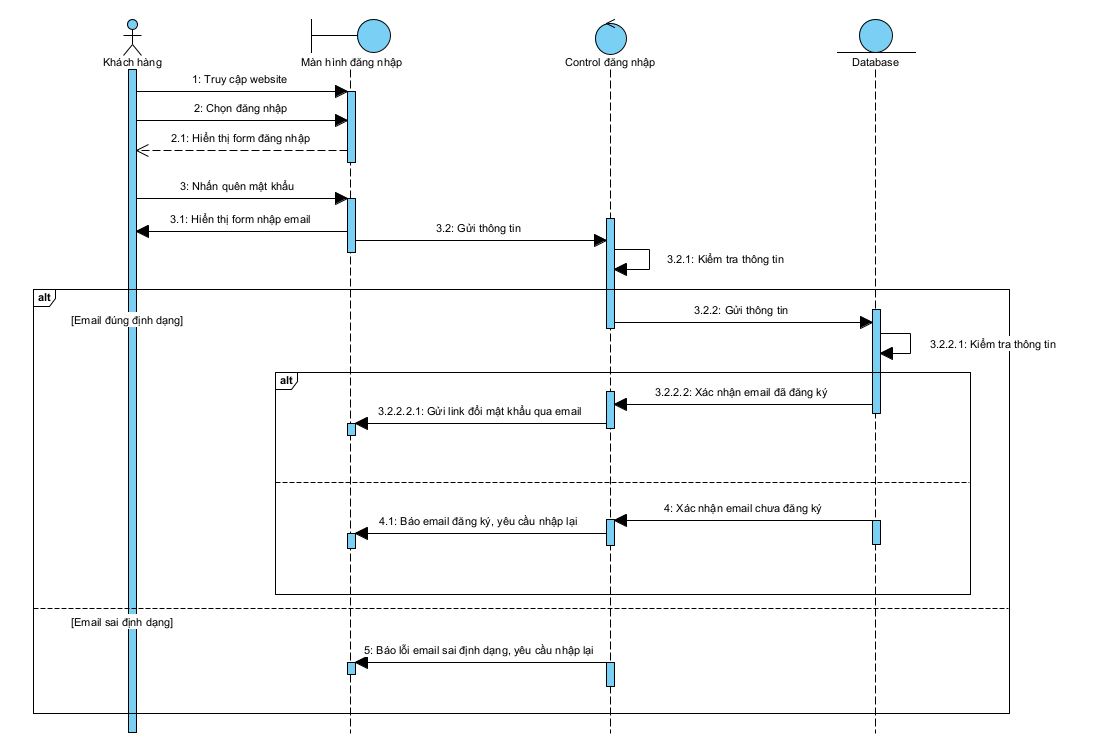 Khách hàng
Màn hình đăng nhập
Control đăng nhập
Database
1: Truy cập website
2: Chọn đăng nhập
2.1: Hiển thị form đăng nhập
3: Nhấn quên mật khẩu
3.1: Hiển thị form nhập email
3.2: Gửi thông tin
3.2.1: Kiểm tra thông tin
alt
[Email đúng định dạng]
3.2.2: Gửi thông tin
3.2.2.1: Kiểm tra thông tin
alt
3.2.2.2: Xác nhận email đã đăng ký
3.2.2.2.1: Gửi link đổi mật khẩu qua email
4: Xác nhận email chưa đăng ký
4.1: Báo email đăng ký, yêu cầu nhập lại
[Email sai định dạng]
5: Báo lỗi email sai định dạng, yêu cầu nhập lại